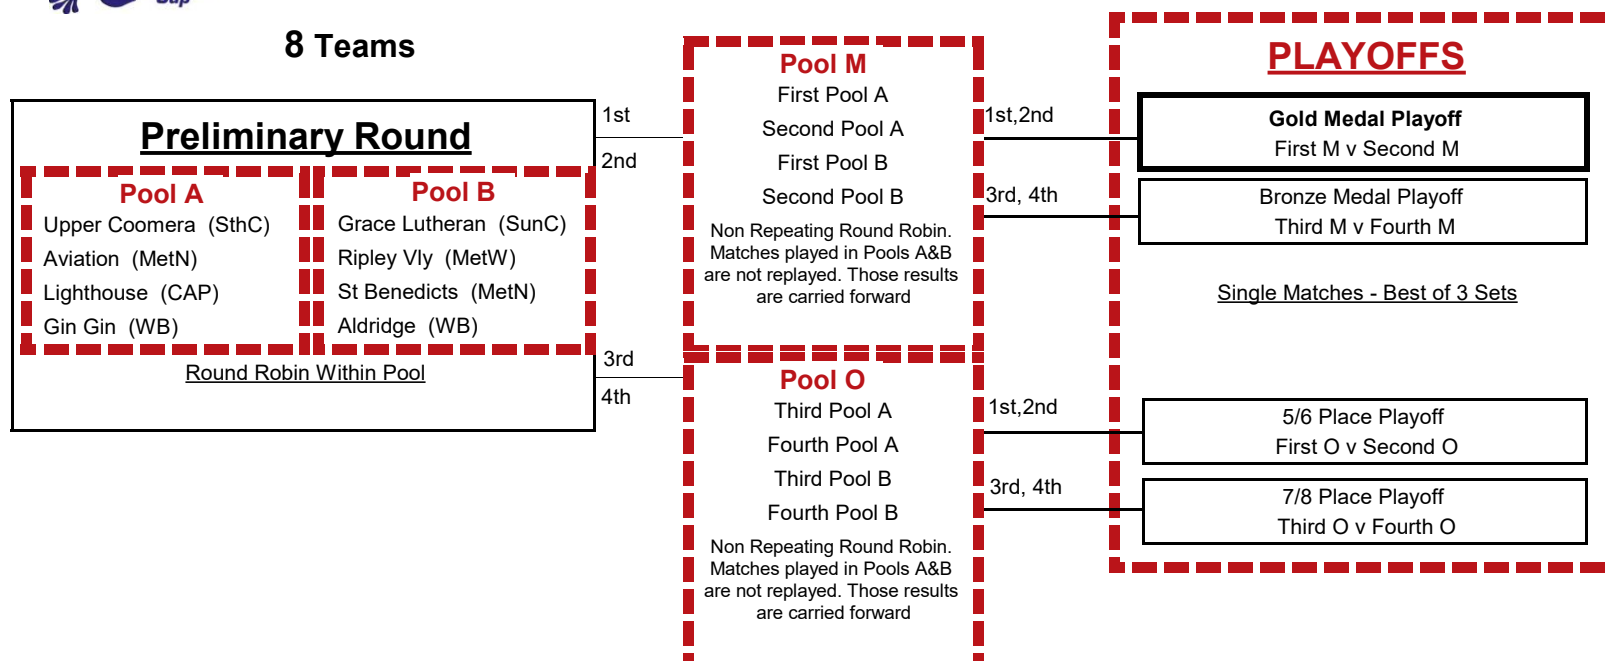 Cup
8 Teams
Preliminary Round
Pool A
Upper Coomera (SthC)
Aviation (MetN)
Lighthouse (CAP)
Gin Gin (WB)
Pool B
Grace Lutheran (SunC)
Ripley Vly (MetW)
St Benedicts (MetN)
Aldridge (WB)
Round Robin Within Pool
1st
2nd
3rd
4th
Pool M
First Pool A
Second Pool A
First Pool B
Second Pool B
Non Repeating Round Robin.
Matches played in Pools A&B
are not replayed. Those results
are carried forward
Pool O
Third Pool A
Fourth Pool A
Third Pool B
Fourth Pool B
Non Repeating Round Robin.
Matches played in Pools A&B
are not replayed. Those results
are carried forward
1st,2nd
3rd, 4th
1st,2nd
3rd, 4th
PLAYOFFS
Gold Medal Playoff
First M v Second M
Bronze Medal Playoff
Third M v Fourth M
Single Matches - Best of 3 Sets
5/6 Place Playoff
First O v Second O
7/8 Place Playoff
Third O v Fourth O